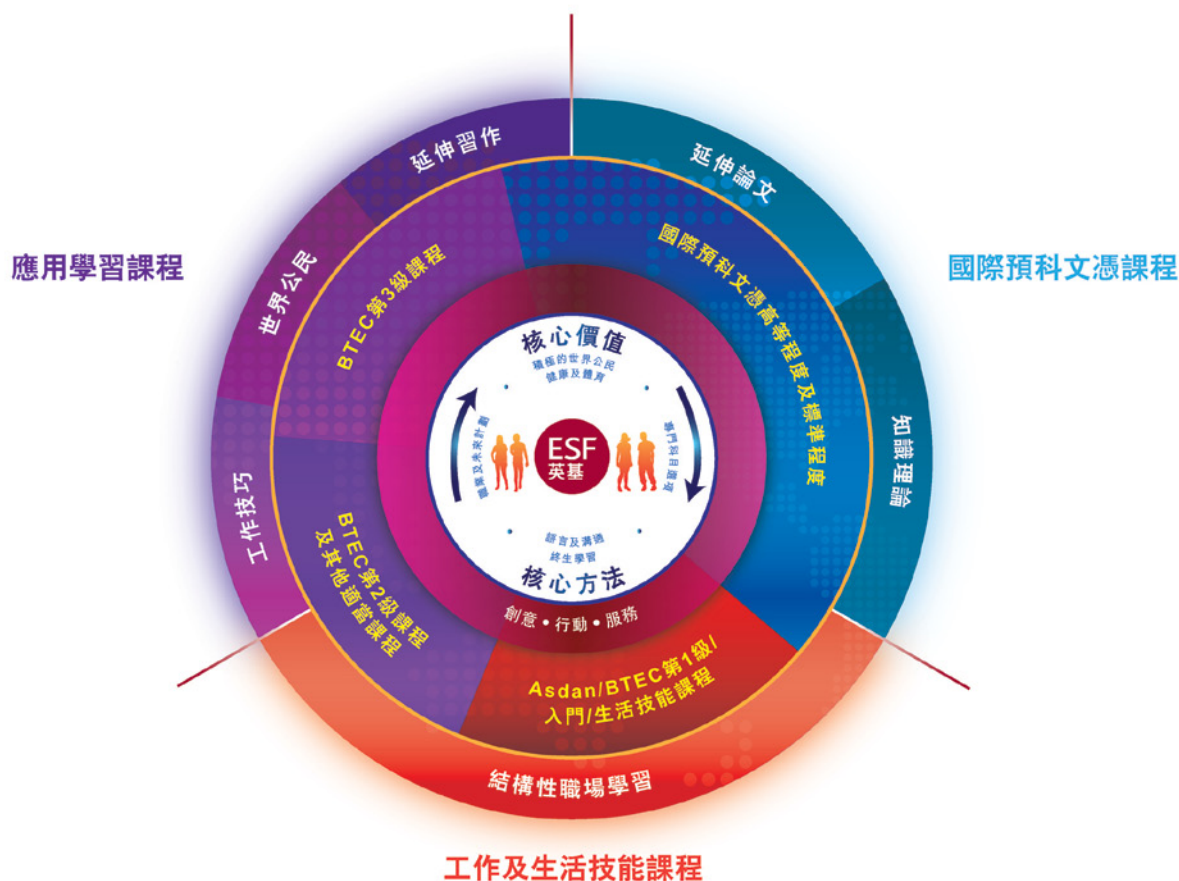 延伸習作
延伸論文
應用學習課程
國際預科文憑課程
世界公民
BTEC第3級課程
國際預科文憑高等程度及標準程度
核心價值
積極的世界公民
健康及體育
職業及未來計劃
ESF
英基
專門科目選項
知識理論
工作技巧
BTEC第2級課程
及其他適當課程
語言及溝通
終生學習
核心方法
創意•行動•服務
Asdan/BTEC第1級/
入門/生活技能課程
結構性職場學習
工作及生活技能課程